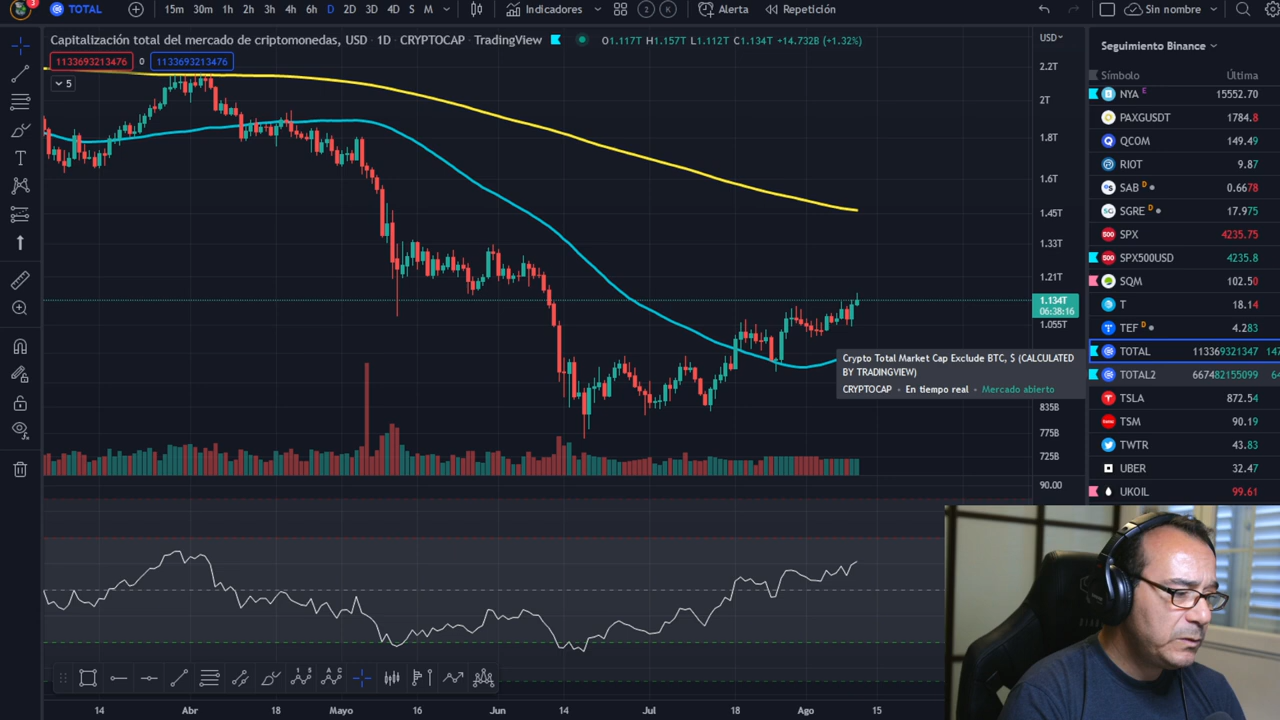 3
TOTAL
15m 30m 1h 2h 3h 4h 6h D 2D 3D 4D S M Indicadores 2 K Alerta Repetición Sin nombre
Capitalización total del mercado de criptomonedas, USD · 1D · CRYPTOCAP · TradingView O1.117T H1.157T L1.112T C1.134T +14.732B (+1.32%)
1133693213476 0 1133693213476
5
USD
2.2T
2T
1.8T
1.6T
1.45T
1.33T
1.21T
1.134T
06:38:16
1.055T
835B
775B
725B
90.00
Crypto Total Market Cap Exclude BTC, $ (CALCULATED
BY TRADINGVIEW)
CRYPTOCAP • En tiempo real • Mercado abierto
Seguimiento Binance
Símbolo Última
NYA E 15552.70
PAXGUSDT 1784.8
QCOM 149.49
RIOT 9.87
SAB D 0.6678
SGRE D 17.975
SPX 4235.75
SPX500USD 4235.8
SQM 102.50
T 18.14
TEF D 4.283
TOTAL 113369321347 147
TOTAL2 667482155099 64
TSLA 872.54
TSM 90.19
TWTR 43.83
UBER 32.47
UKOIL 99.61
14 Abr 18 Mayo 16 Jun 14 Jul 18 Ago 15